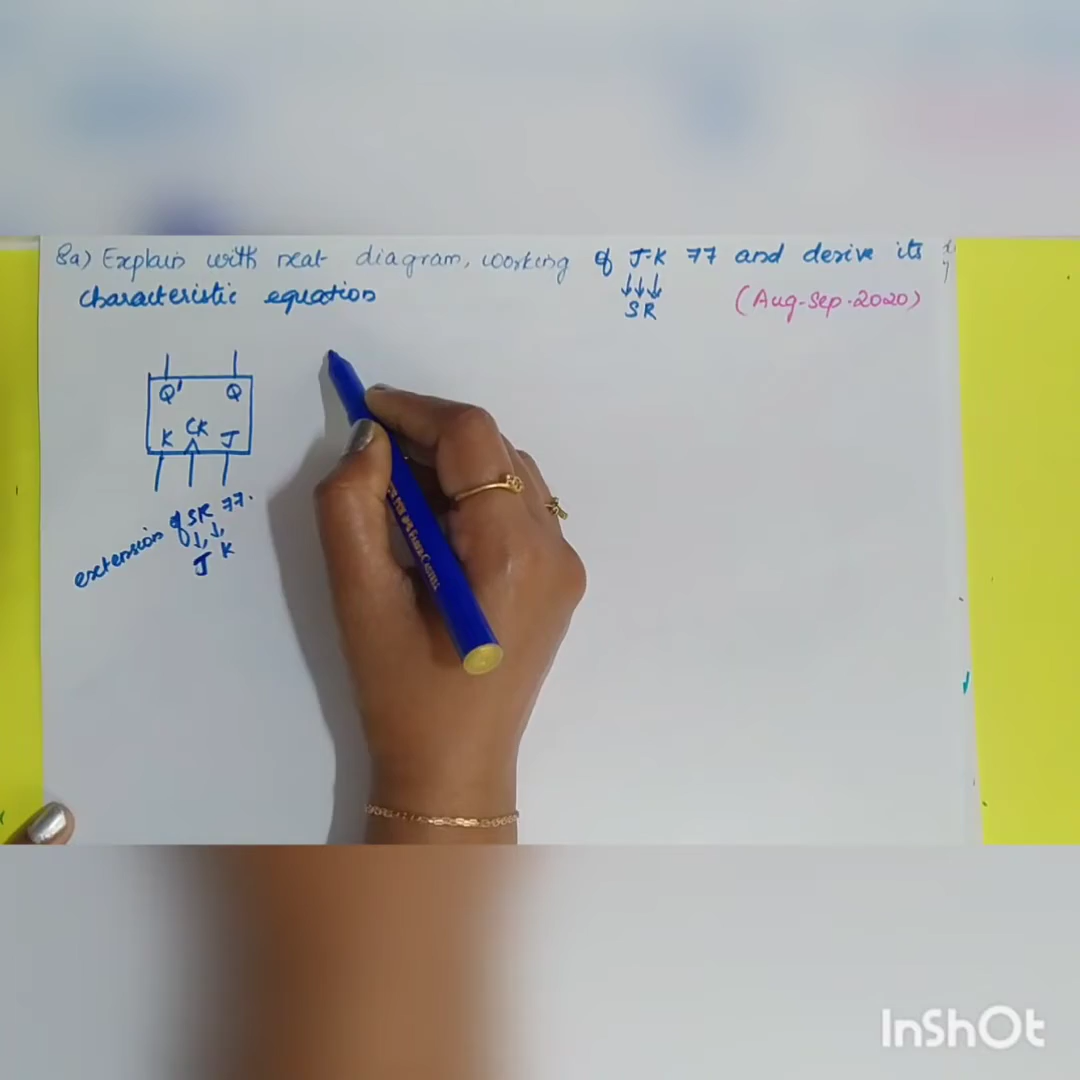 8a) Explain with neat diagram, working of J-K FF and derive its
characteristic equation
SR
(Aug-Sep-2020)
Q' Q
K CK J
extension of SR FF.
J K
InShOt